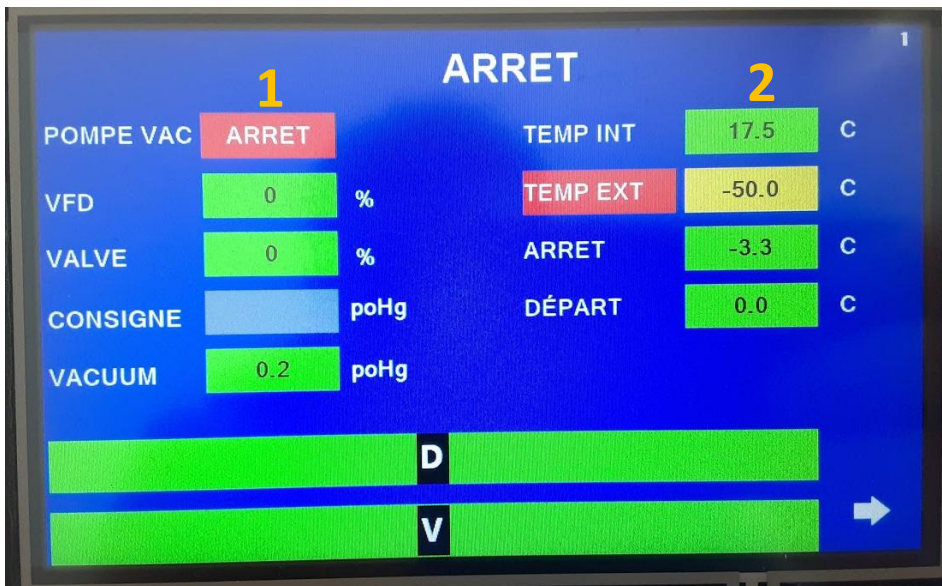 1
ARRET
1
2
POMPE VAC ARRET
TEMP INT 17.5 C
VFD 0 %
TEMP EXT -50.0 C
VALVE 0 %
ARRET -3.3 C
CONSIGNE poHg
DÉPART 0.0 C
VACUUM 0.2 poHg
D
V